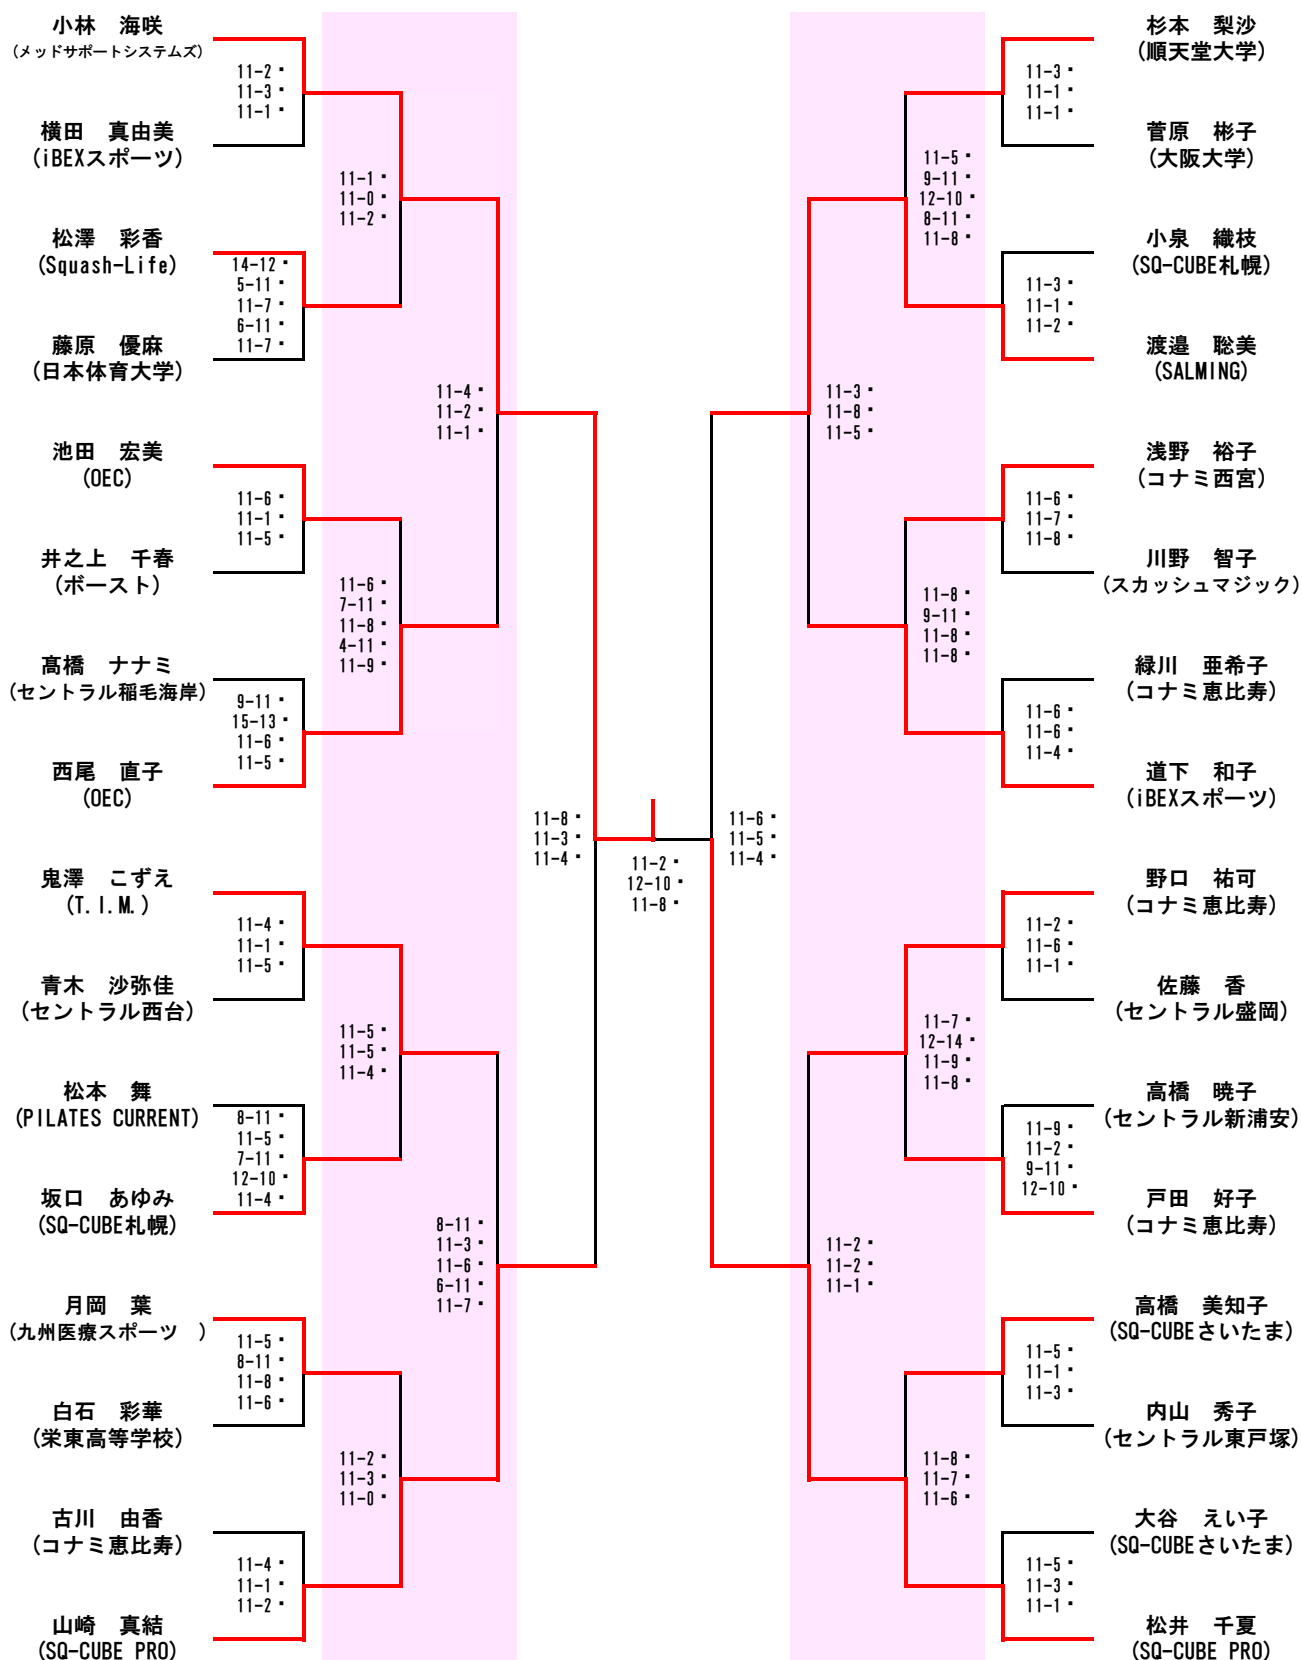 小林　海咲
(メッドサポートシステムズ)
11-2
11-3
11-1
横田　真由美
(iBEXスポーツ)
11-1
11-0
11-2
松澤　彩香
(Squash-Life)
14-12
5-11
11-7
6-11
11-7
藤原　優麻
(日本体育大学)
11-4
11-2
11-1
池田　宏美
(OEC)
11-6
11-1
11-5
井之上　千春
(ボースト)
11-6
7-11
11-8
4-11
11-9
髙橋　ナナミ
(セントラル稲毛海岸)
9-11
15-13
11-6
11-5
西尾　直子
(OEC)
11-8
11-3
11-4
鬼澤　こずえ
(T.I.M.)
11-4
11-1
11-5
青木　沙弥佳
(セントラル西台)
11-5
11-5
11-4
松本　舞
(PILATES CURRENT)
8-11
11-5
7-11
12-10
11-4
坂口　あゆみ
(SQ-CUBE札幌)
8-11
11-3
11-6
6-11
11-7
月岡　葉
(九州医療スポーツ　)
11-5
8-11
11-8
11-6
白石　彩華
(栄東高等学校)
11-2
11-3
11-0
古川　由香
(コナミ恵比寿)
11-4
11-1
11-2
山崎　真結
(SQ-CUBE PRO)
11-2
12-10
11-8
杉本　梨沙
(順天堂大学)
11-3
11-1
11-1
菅原　彬子
(大阪大学)
11-5
9-11
12-10
8-11
11-8
小泉　織枝
(SQ-CUBE札幌)
11-3
11-1
11-2
渡邉　聡美
(SALMING)
11-3
11-8
11-5
浅野　裕子
(コナミ西宮)
11-6
11-7
11-8
川野　智子
(スカッシュマジック)
11-8
9-11
11-8
11-8
緑川　亜希子
(コナミ恵比寿)
11-6
11-6
11-4
道下　和子
(iBEXスポーツ)
11-6
11-5
11-4
野口　祐可
(コナミ恵比寿)
11-2
11-6
11-1
佐藤　香
(セントラル盛岡)
11-7
12-14
11-9
11-8
高橋　暁子
(セントラル新浦安)
11-9
11-2
9-11
12-10
戸田　好子
(コナミ恵比寿)
11-2
11-2
11-1
高橋　美知子
(SQ-CUBEさいたま)
11-5
11-1
11-3
内山　秀子
(セントラル東戸塚)
11-8
11-7
11-6
大谷　えい子
(SQ-CUBEさいたま)
11-5
11-3
11-1
松井　千夏
(SQ-CUBE PRO)